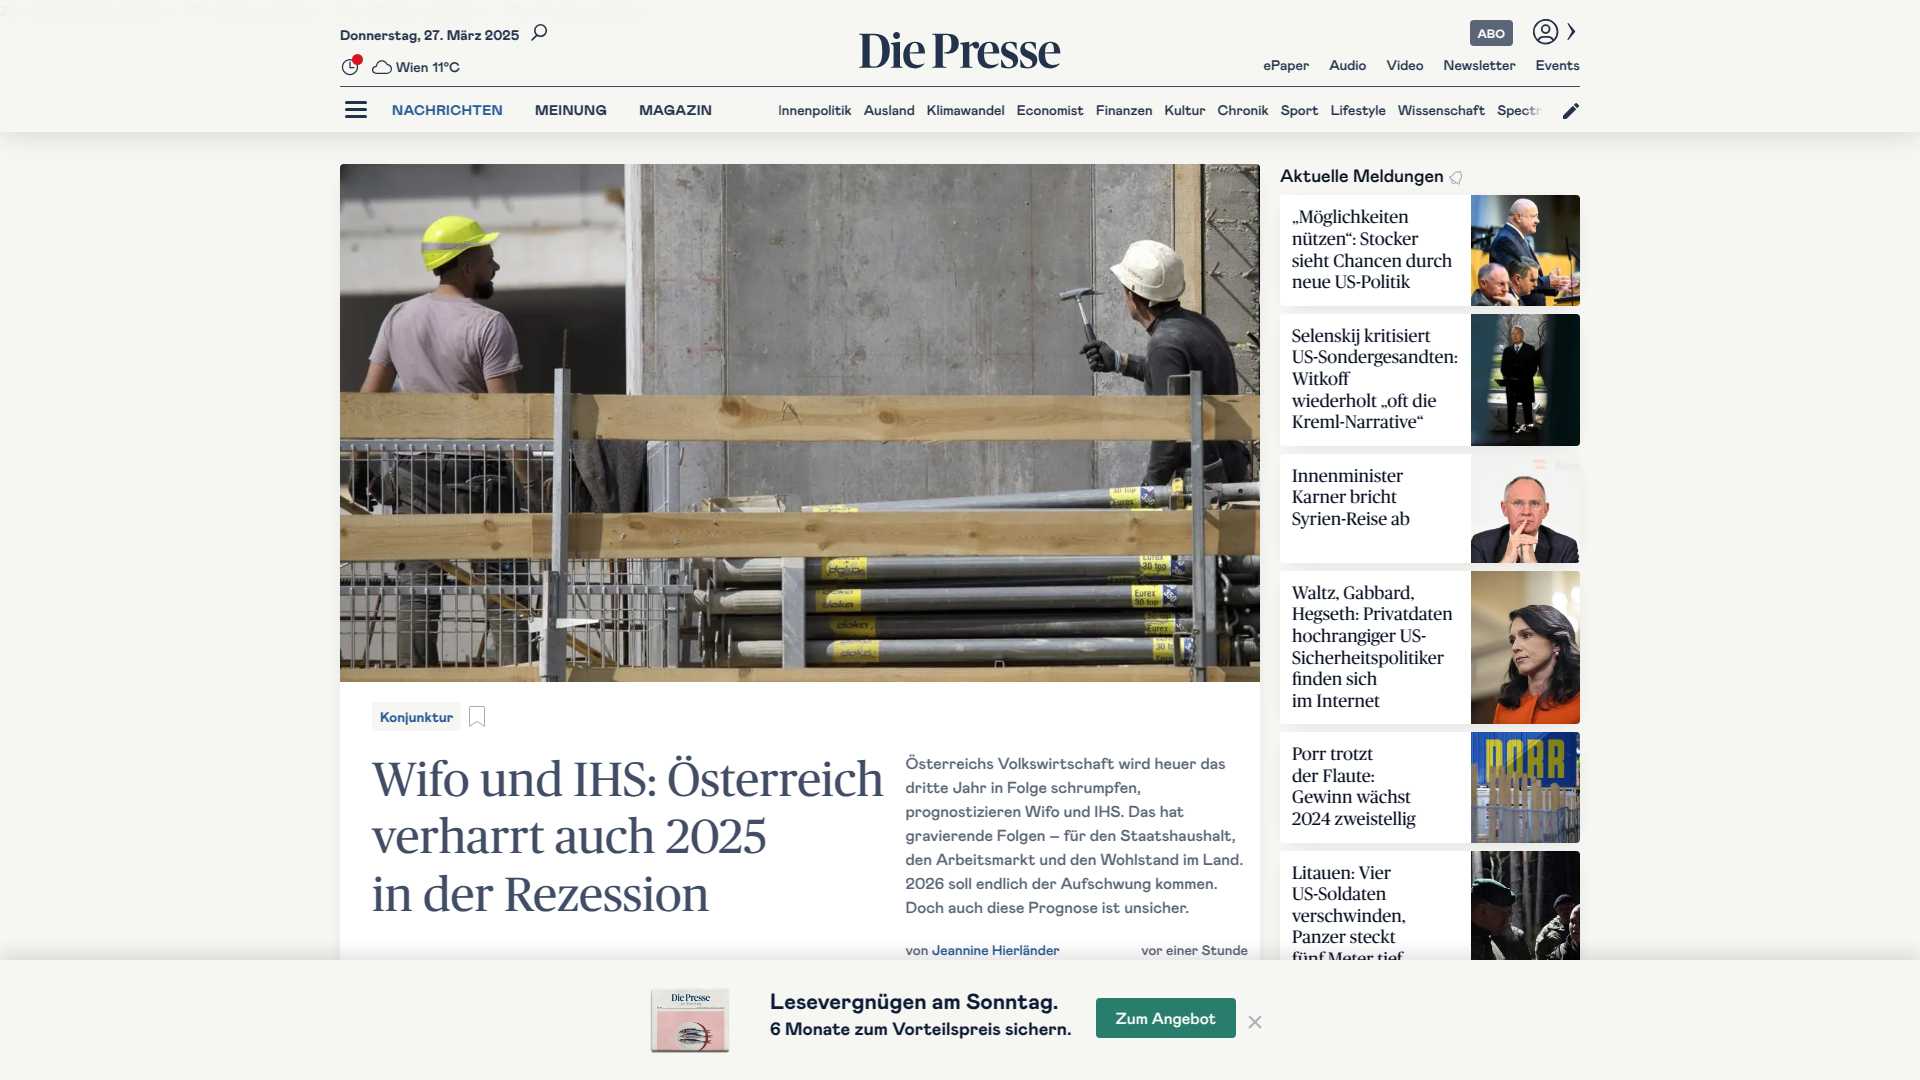 Donnerstag, 27. März 2025
Wien 11°C
Die Presse
ABO
ePaper Audio Video Newsletter Events
NACHRICHTEN MEINUNG MAGAZIN
Innenpolitik Ausland Klimawandel Economist Finanzen Kultur Chronik Sport Lifestyle Wissenschaft Spectr
Konjunktur
Wifo und IHS: Österreich
verharrt auch 2025
in der Rezession
Österreichs Volkswirtschaft wird heuer das
dritte Jahr in Folge schrumpfen,
prognostizieren Wifo und IHS. Das hat
gravierende Folgen – für den Staatshaushalt,
den Arbeitsmarkt und den Wohlstand im Land.
2026 soll endlich der Aufschwung kommen.
Doch auch diese Prognose ist unsicher.
von Jeannine Hierländer vor einer Stunde
Aktuelle Meldungen
„Möglichkeiten
nützen“: Stocker
sieht Chancen durch
neue US-Politik
Selenskij kritisiert
US-Sondergesandten:
Witkoff
wiederholt „oft die
Kreml-Narrative“
Innenminister
Karner bricht
Syrien-Reise ab
Waltz, Gabbard,
Hegseth: Privatdaten
hochrangiger US-
Sicherheitspolitiker
finden sich
im Internet
Porr trotzt
der Flaute:
Gewinn wächst
2024 zweistellig
PORR
Litauen: Vier
US-Soldaten
verschwinden,
Panzer steckt
fünf Meter tief
Die Presse
Lesevergnügen am Sonntag.
6 Monate zum Vorteilspreis sichern.
Zum Angebot